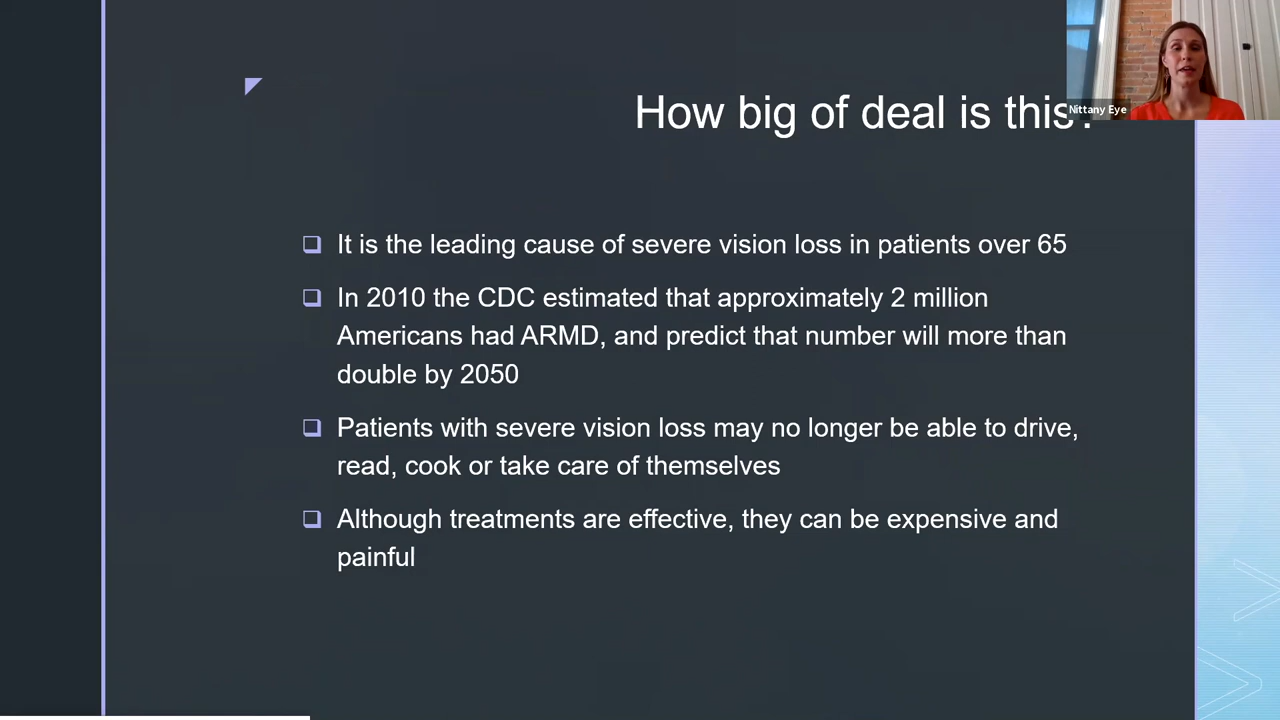 How big of deal is this?
Nittany Eye
It is the leading cause of severe vision loss in patients over 65
In 2010 the CDC estimated that approximately 2 million
Americans had ARMD, and predict that number will more than
double by 2050
Patients with severe vision loss may no longer be able to drive,
read, cook or take care of themselves
Although treatments are effective, they can be expensive and
painful